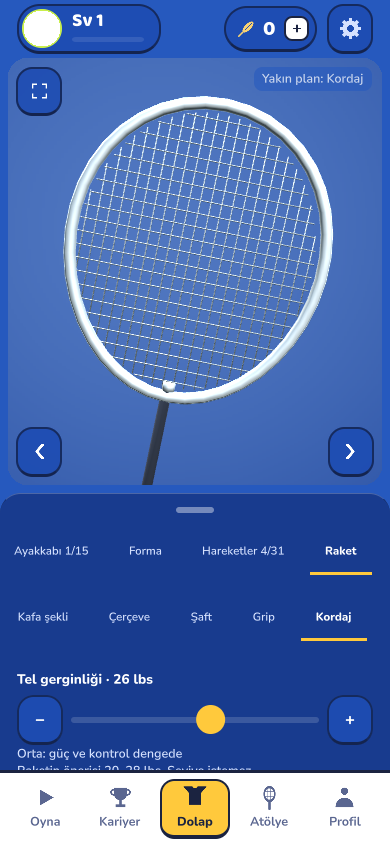 Sv 1
0
+
Yakın plan: Kordaj
Ayakkabı 1/15
Forma
Hareketler 4/31
Raket
Kafa şekli
Çerçeve
Şaft
Grip
Kordaj
Tel gerginliği · 26 lbs
−
+
Orta: güç ve kontrol dengede
Oyna
Kariyer
Dolap
Atölye
Profil